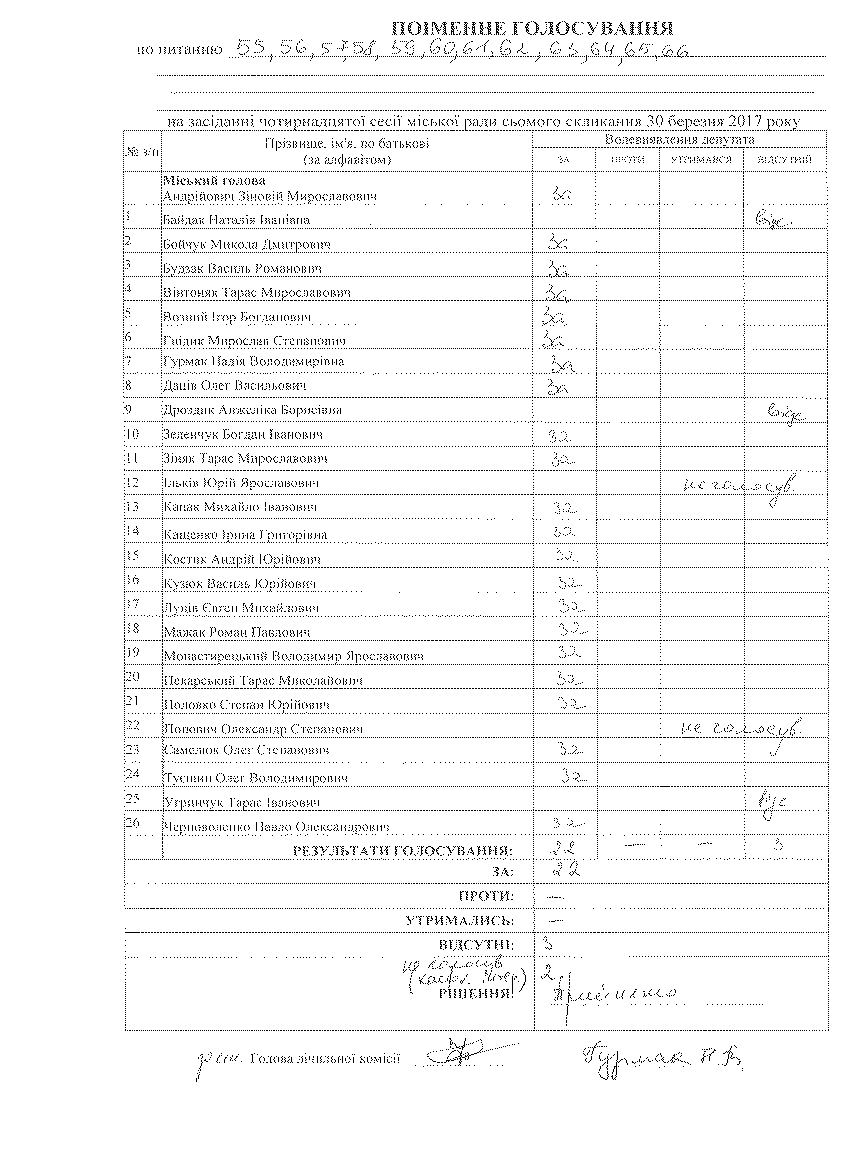 ПОІМЕННЕ ГОЛОСУВАННЯ
по питанню 55, 56, 57, 58, 59, 60, 61, 62, 63, 64, 65, 66
на засіданні чотирнадцятої сесії міської ради сьомого скликання 30 березня 2017 року
№ з/п Прізвище, ім'я, по батькові (за алфавітом) Волевиявлення депутата
ЗА ПРОТИ УТРИМАВСЯ ВІДСУТНІЙ
Міський голова
Андрійович Зіновій Мирославович за
1 Байдак Наталія Іванівна відс.
2 Бойчук Микола Дмитрович за
3 Будзак Василь Романович за
4 Вінтоняк Тарас Мирославович за
5 Возний Ігор Богданович за
6 Гнідик Мирослав Степанович за
7 Гурмак Надія Володимирівна за
8 Даців Олег Васильович за
9 Дроздик Анжеліка Борисівна відс
10 Зеленчук Богдан Іванович за
11 Зіняк Тарас Мирославович за
12 Ільків Юрій Ярославович не голосув.
13 Капак Михайло Іванович за
14 Кащенко Ірина Григорівна за
15 Костик Андрій Юрійович за
16 Кузюк Василь Юрійович за
17 Луців Євген Михайлович за
18 Мажак Роман Павлович за
19 Монастирецький Володимир Ярославович за
20 Пекарський Тарас Миколайович за
21 Половко Степан Юрійович за
22 Попович Олександр Степанович не голосув.
23 Самелюк Олег Степанович за
24 Туєшин Олег Володимирович за
25 Угринчук Тарас Іванович
26 Черноволенко Павло Олександрович за
РЕЗУЛЬТАТИ ГОЛОСУВАННЯ: 22 — — 3
ЗА: 22
ПРОТИ: —
УТРИМАЛИСЬ: —
ВІДСУТНІ: 3
не голосув 2
РІШЕННЯ: Прийнято
Голова лічильної комісії Гурмак Н.В.